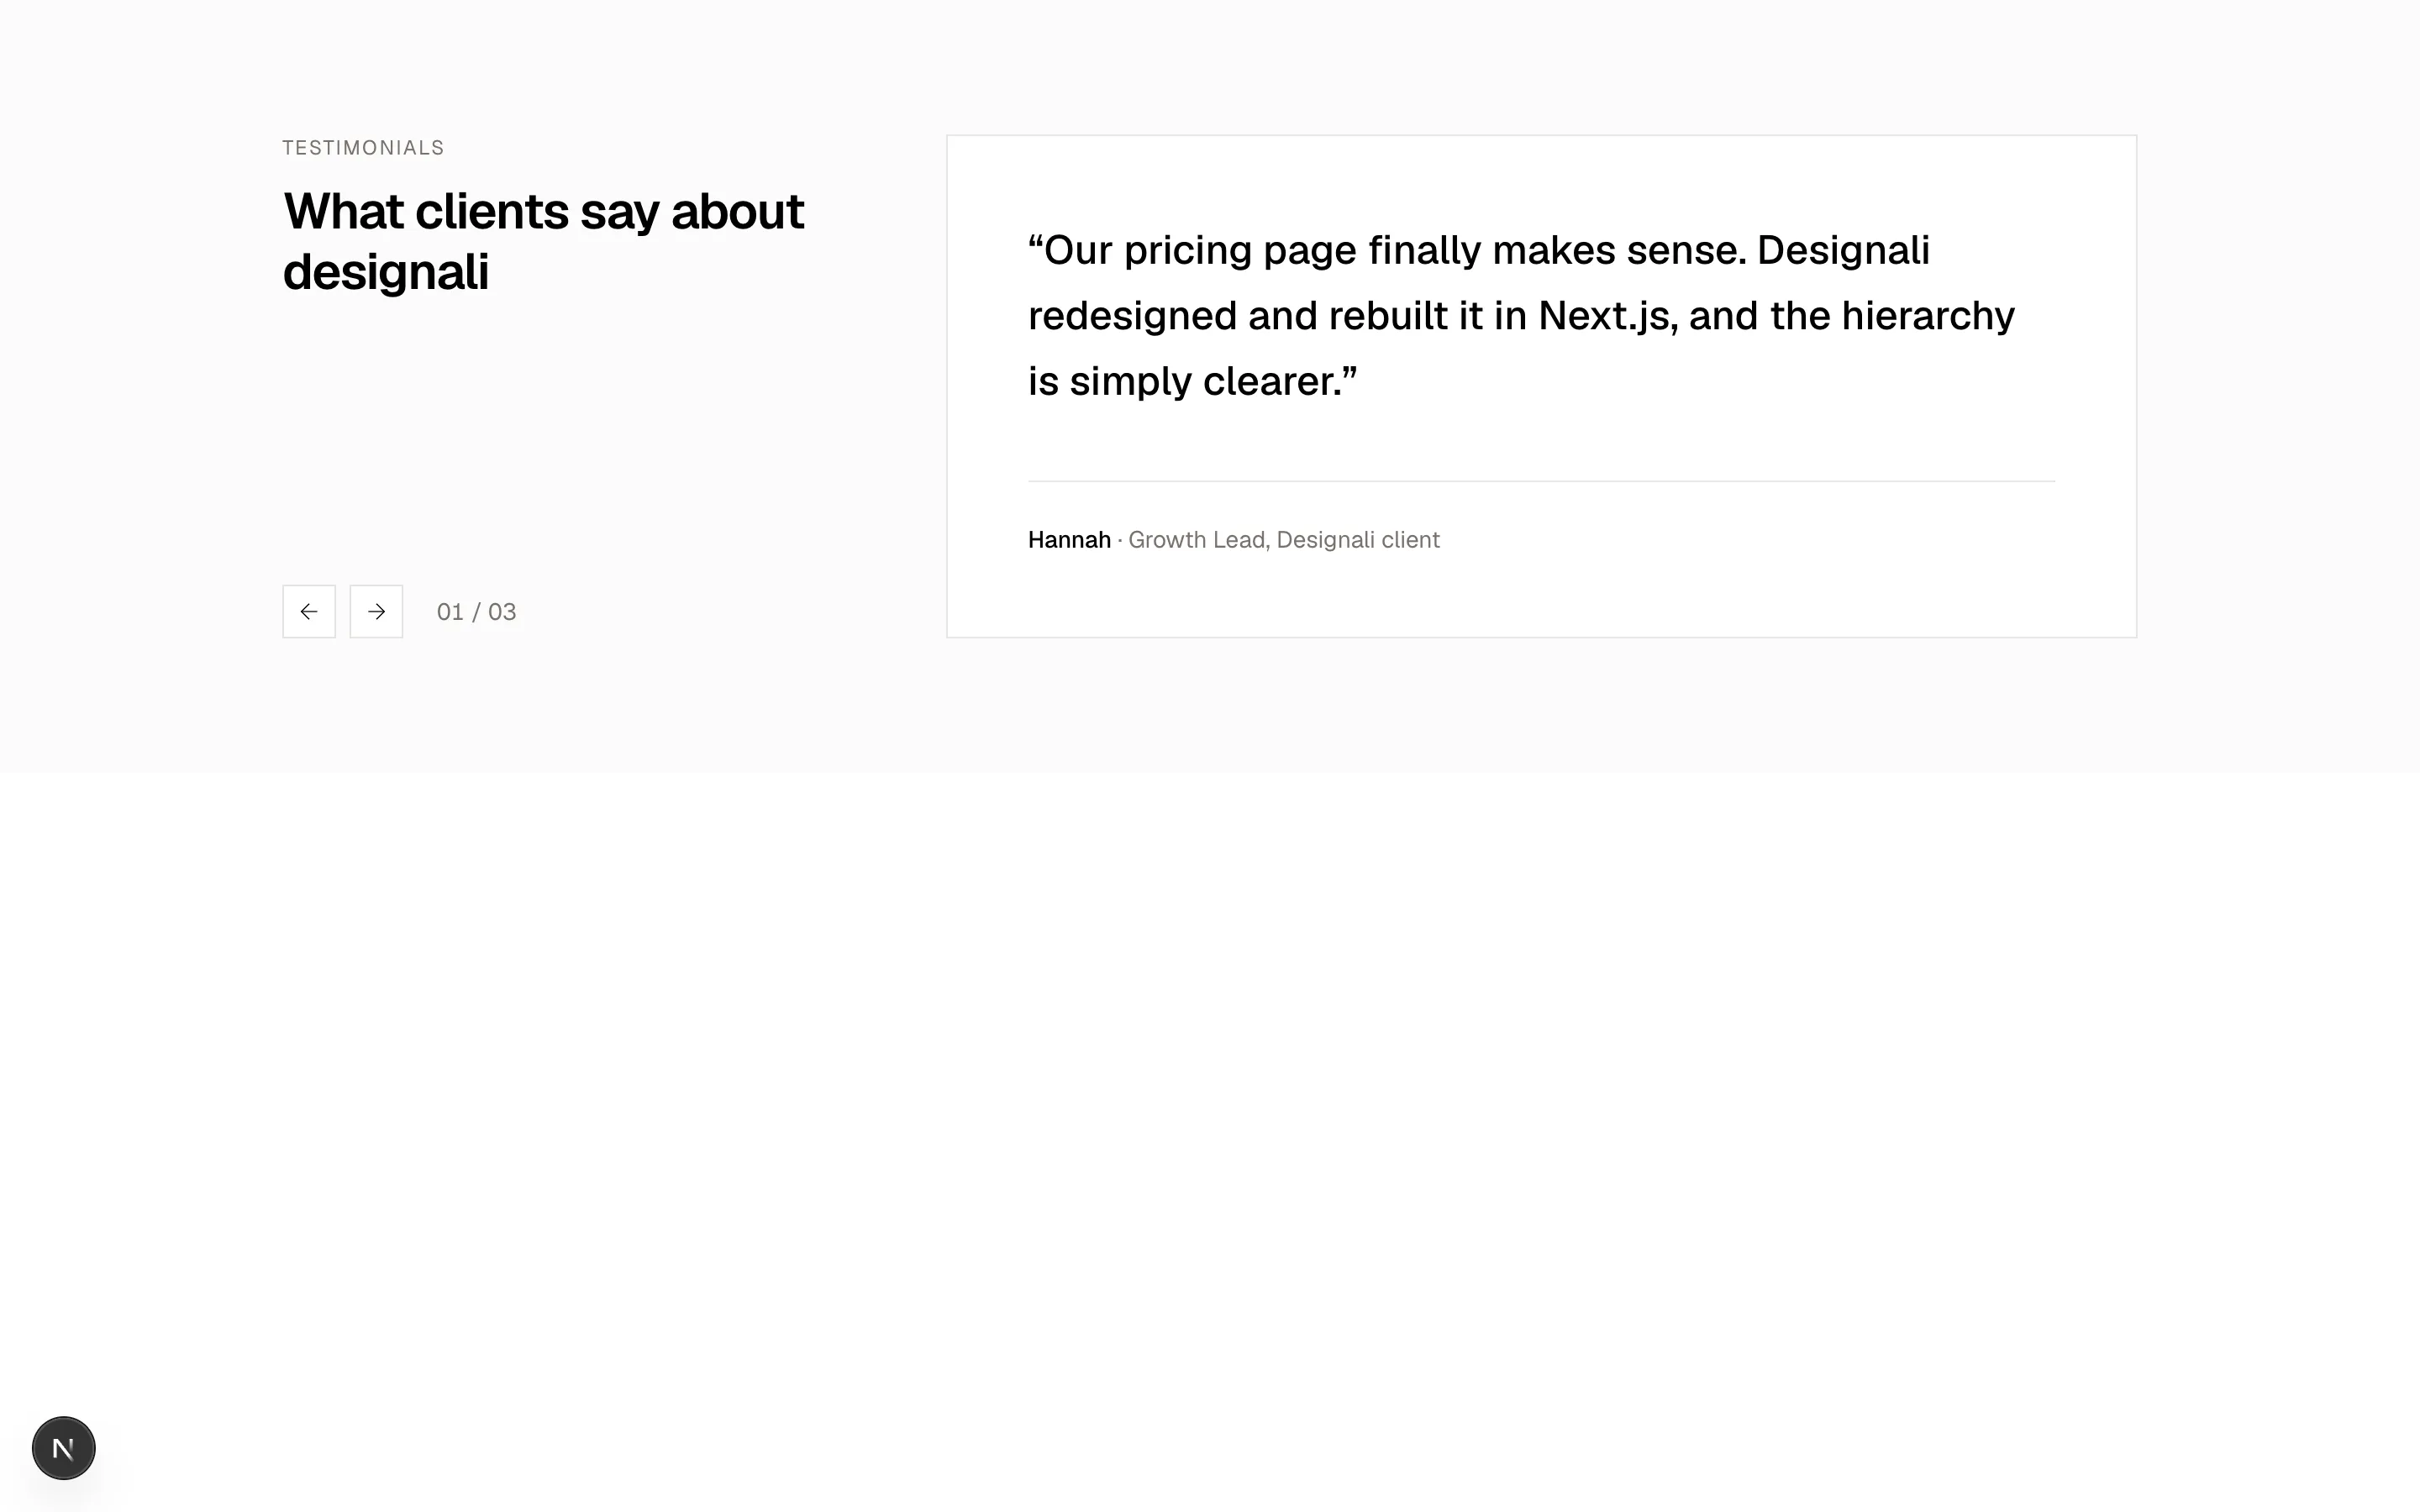 TESTIMONIALS
What clients say about
designali
“Our pricing page finally makes sense. Designali
redesigned and rebuilt it in Next.js, and the hierarchy
is simply clearer.”
Hannah · Growth Lead, Designali client
01 / 03
N